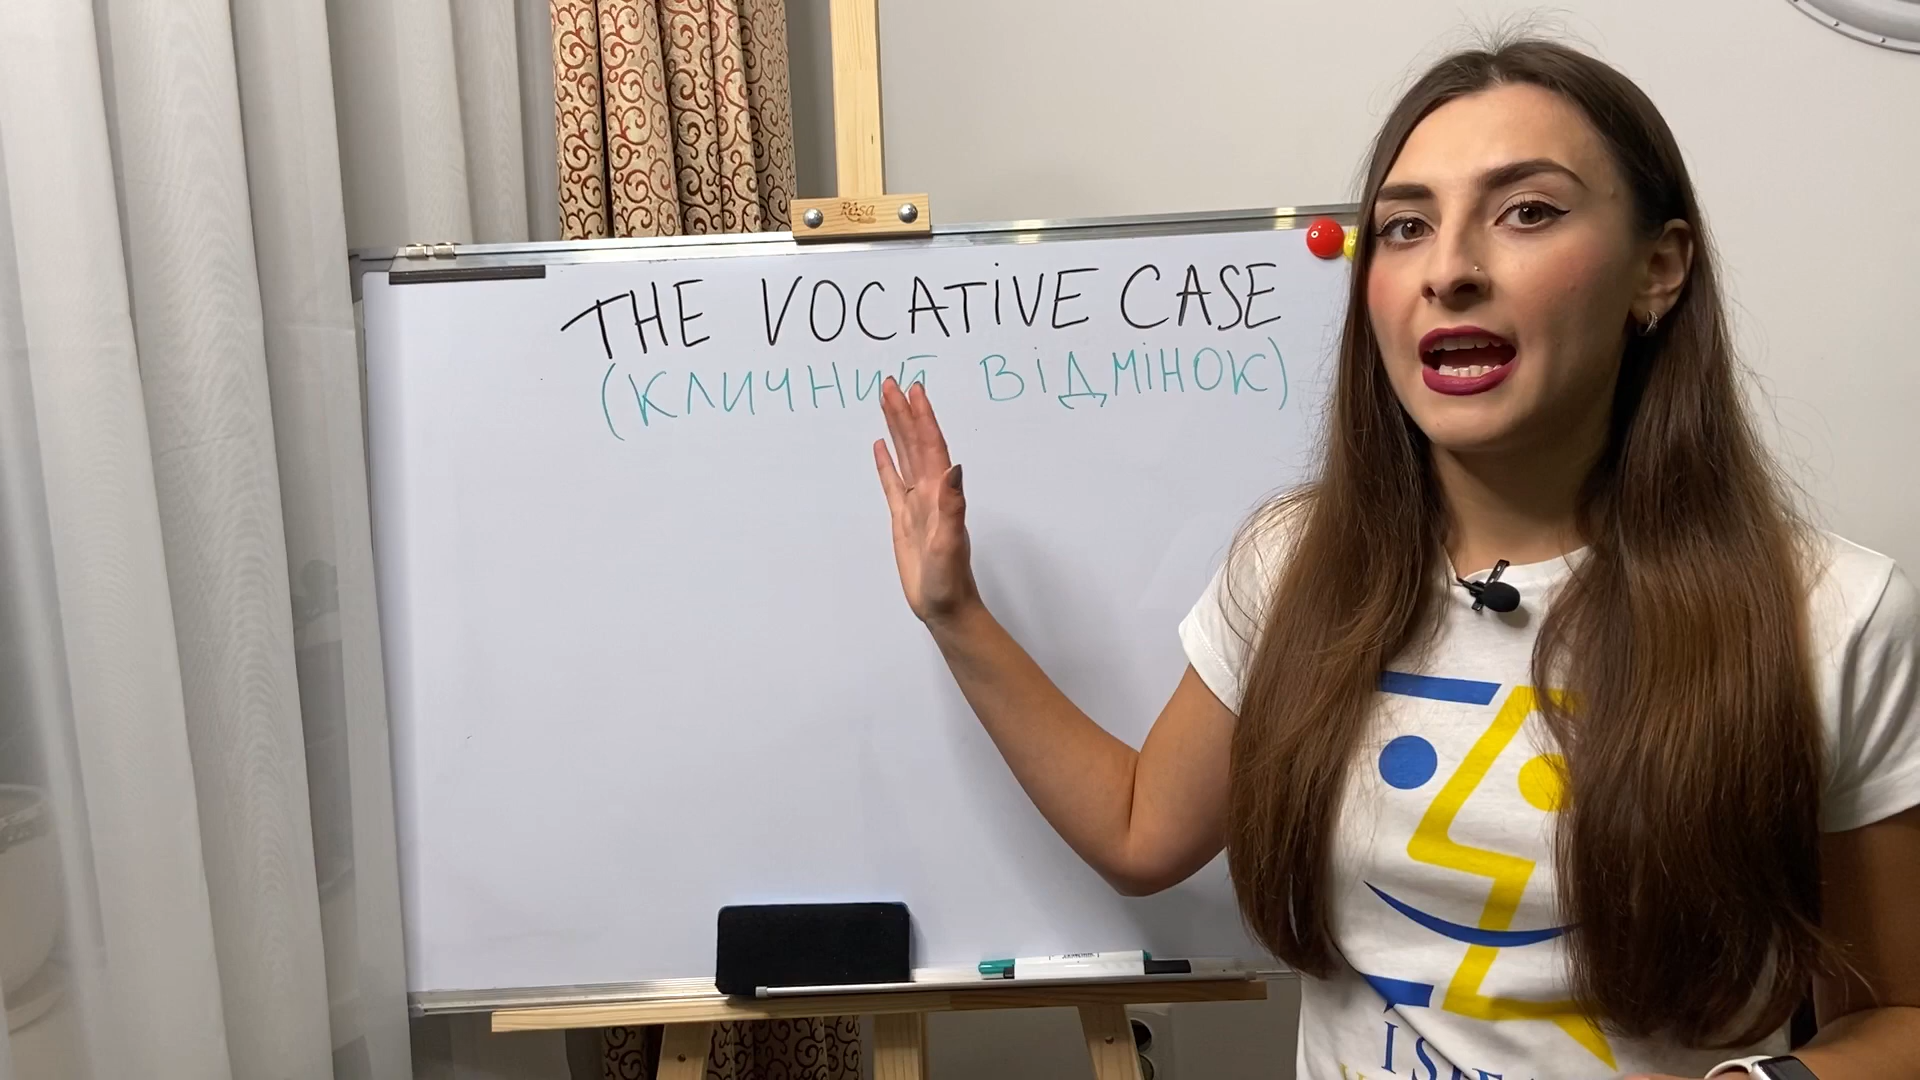 Rosa
THE VOCATIVE CASE
(КЛИЧНИЙ ВІДМІНОК)